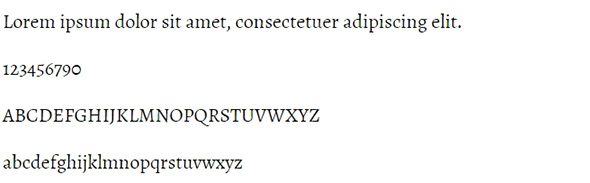 Lorem ipsum dolor sit amet, consectetuer adipiscing elit.
123456790
ABCDEFGHIJKLMNOPQRSTUVWXYZ
abcdefghijklmnopqrstuvwxyz